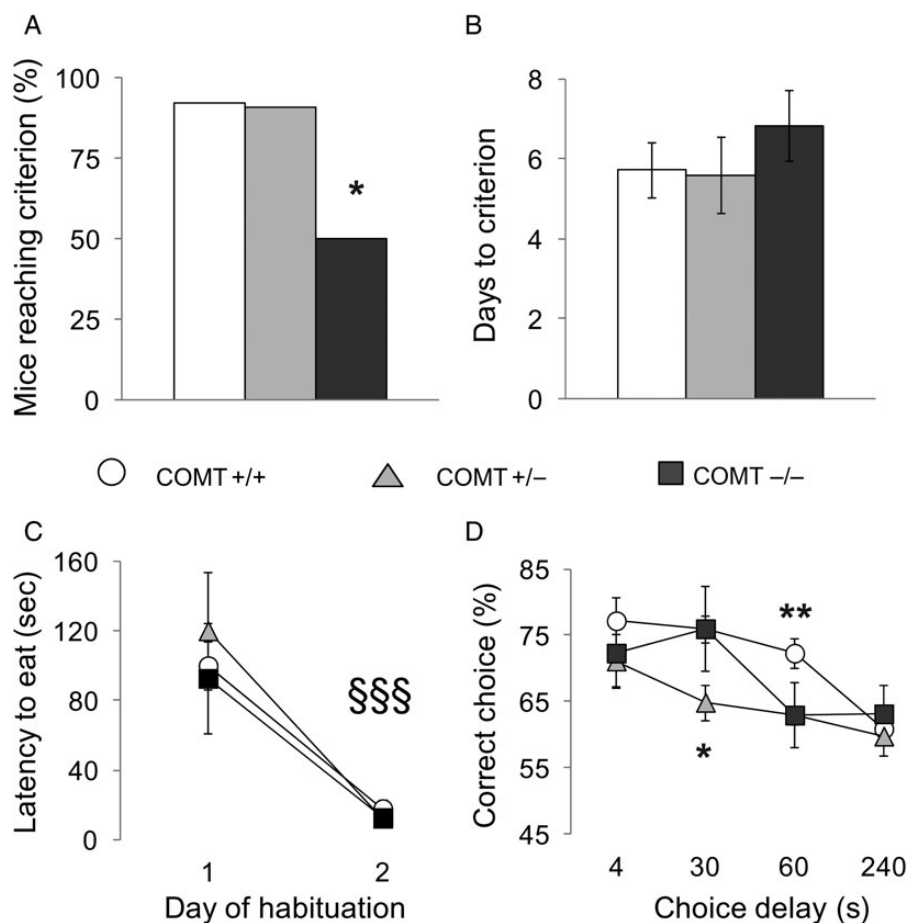 A
Mice reaching criterion (%)
100
75
50
25
0
*
B
Days to criterion
8
6
4
2
0
COMT +/+
COMT +/–
COMT –/–
C
Latency to eat (sec)
160
120
80
40
0
§§§
1
2
Day of habituation
D
Correct choice (%)
85
75
65
55
45
**
*
4
30
60
240
Choice delay (s)